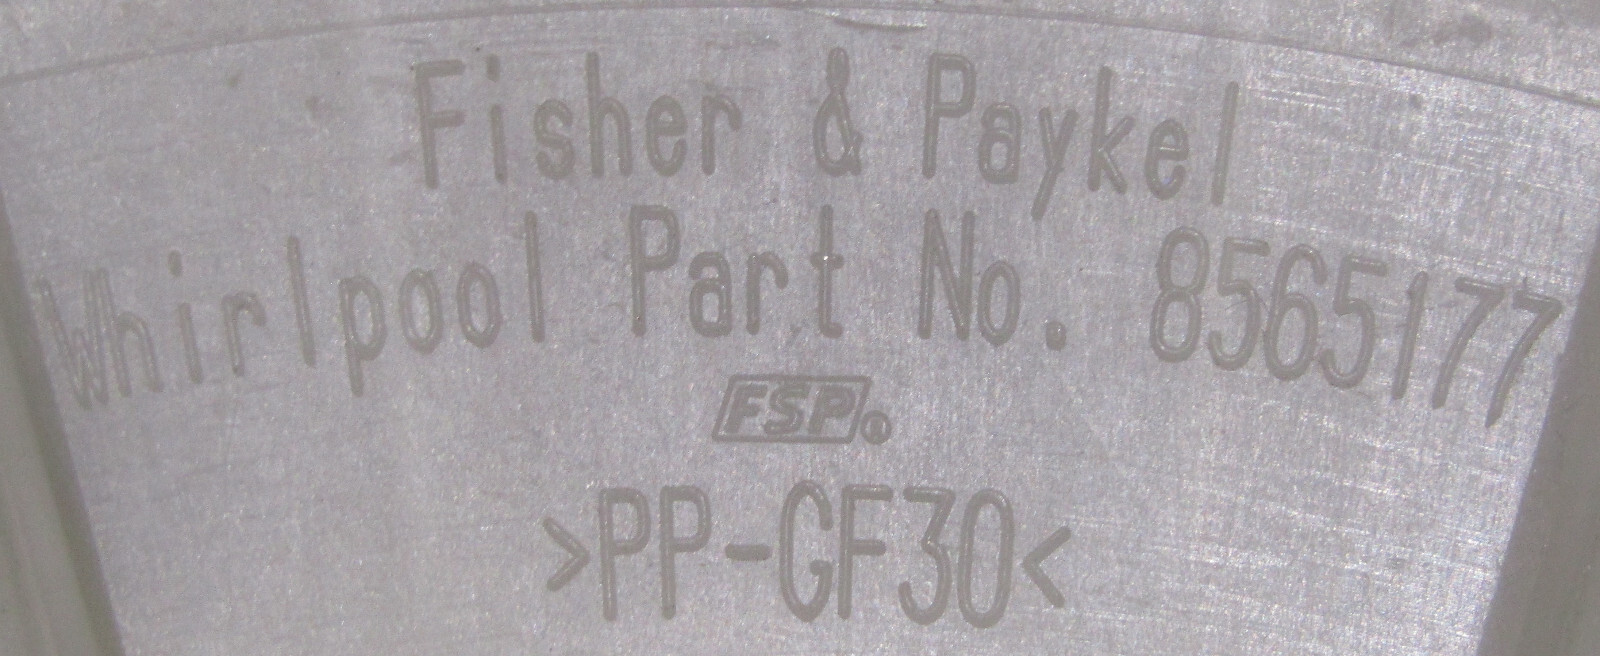 Fisher & Paykel
Whirlpool Part No. 8565177
FSP®
>PP-GF30<